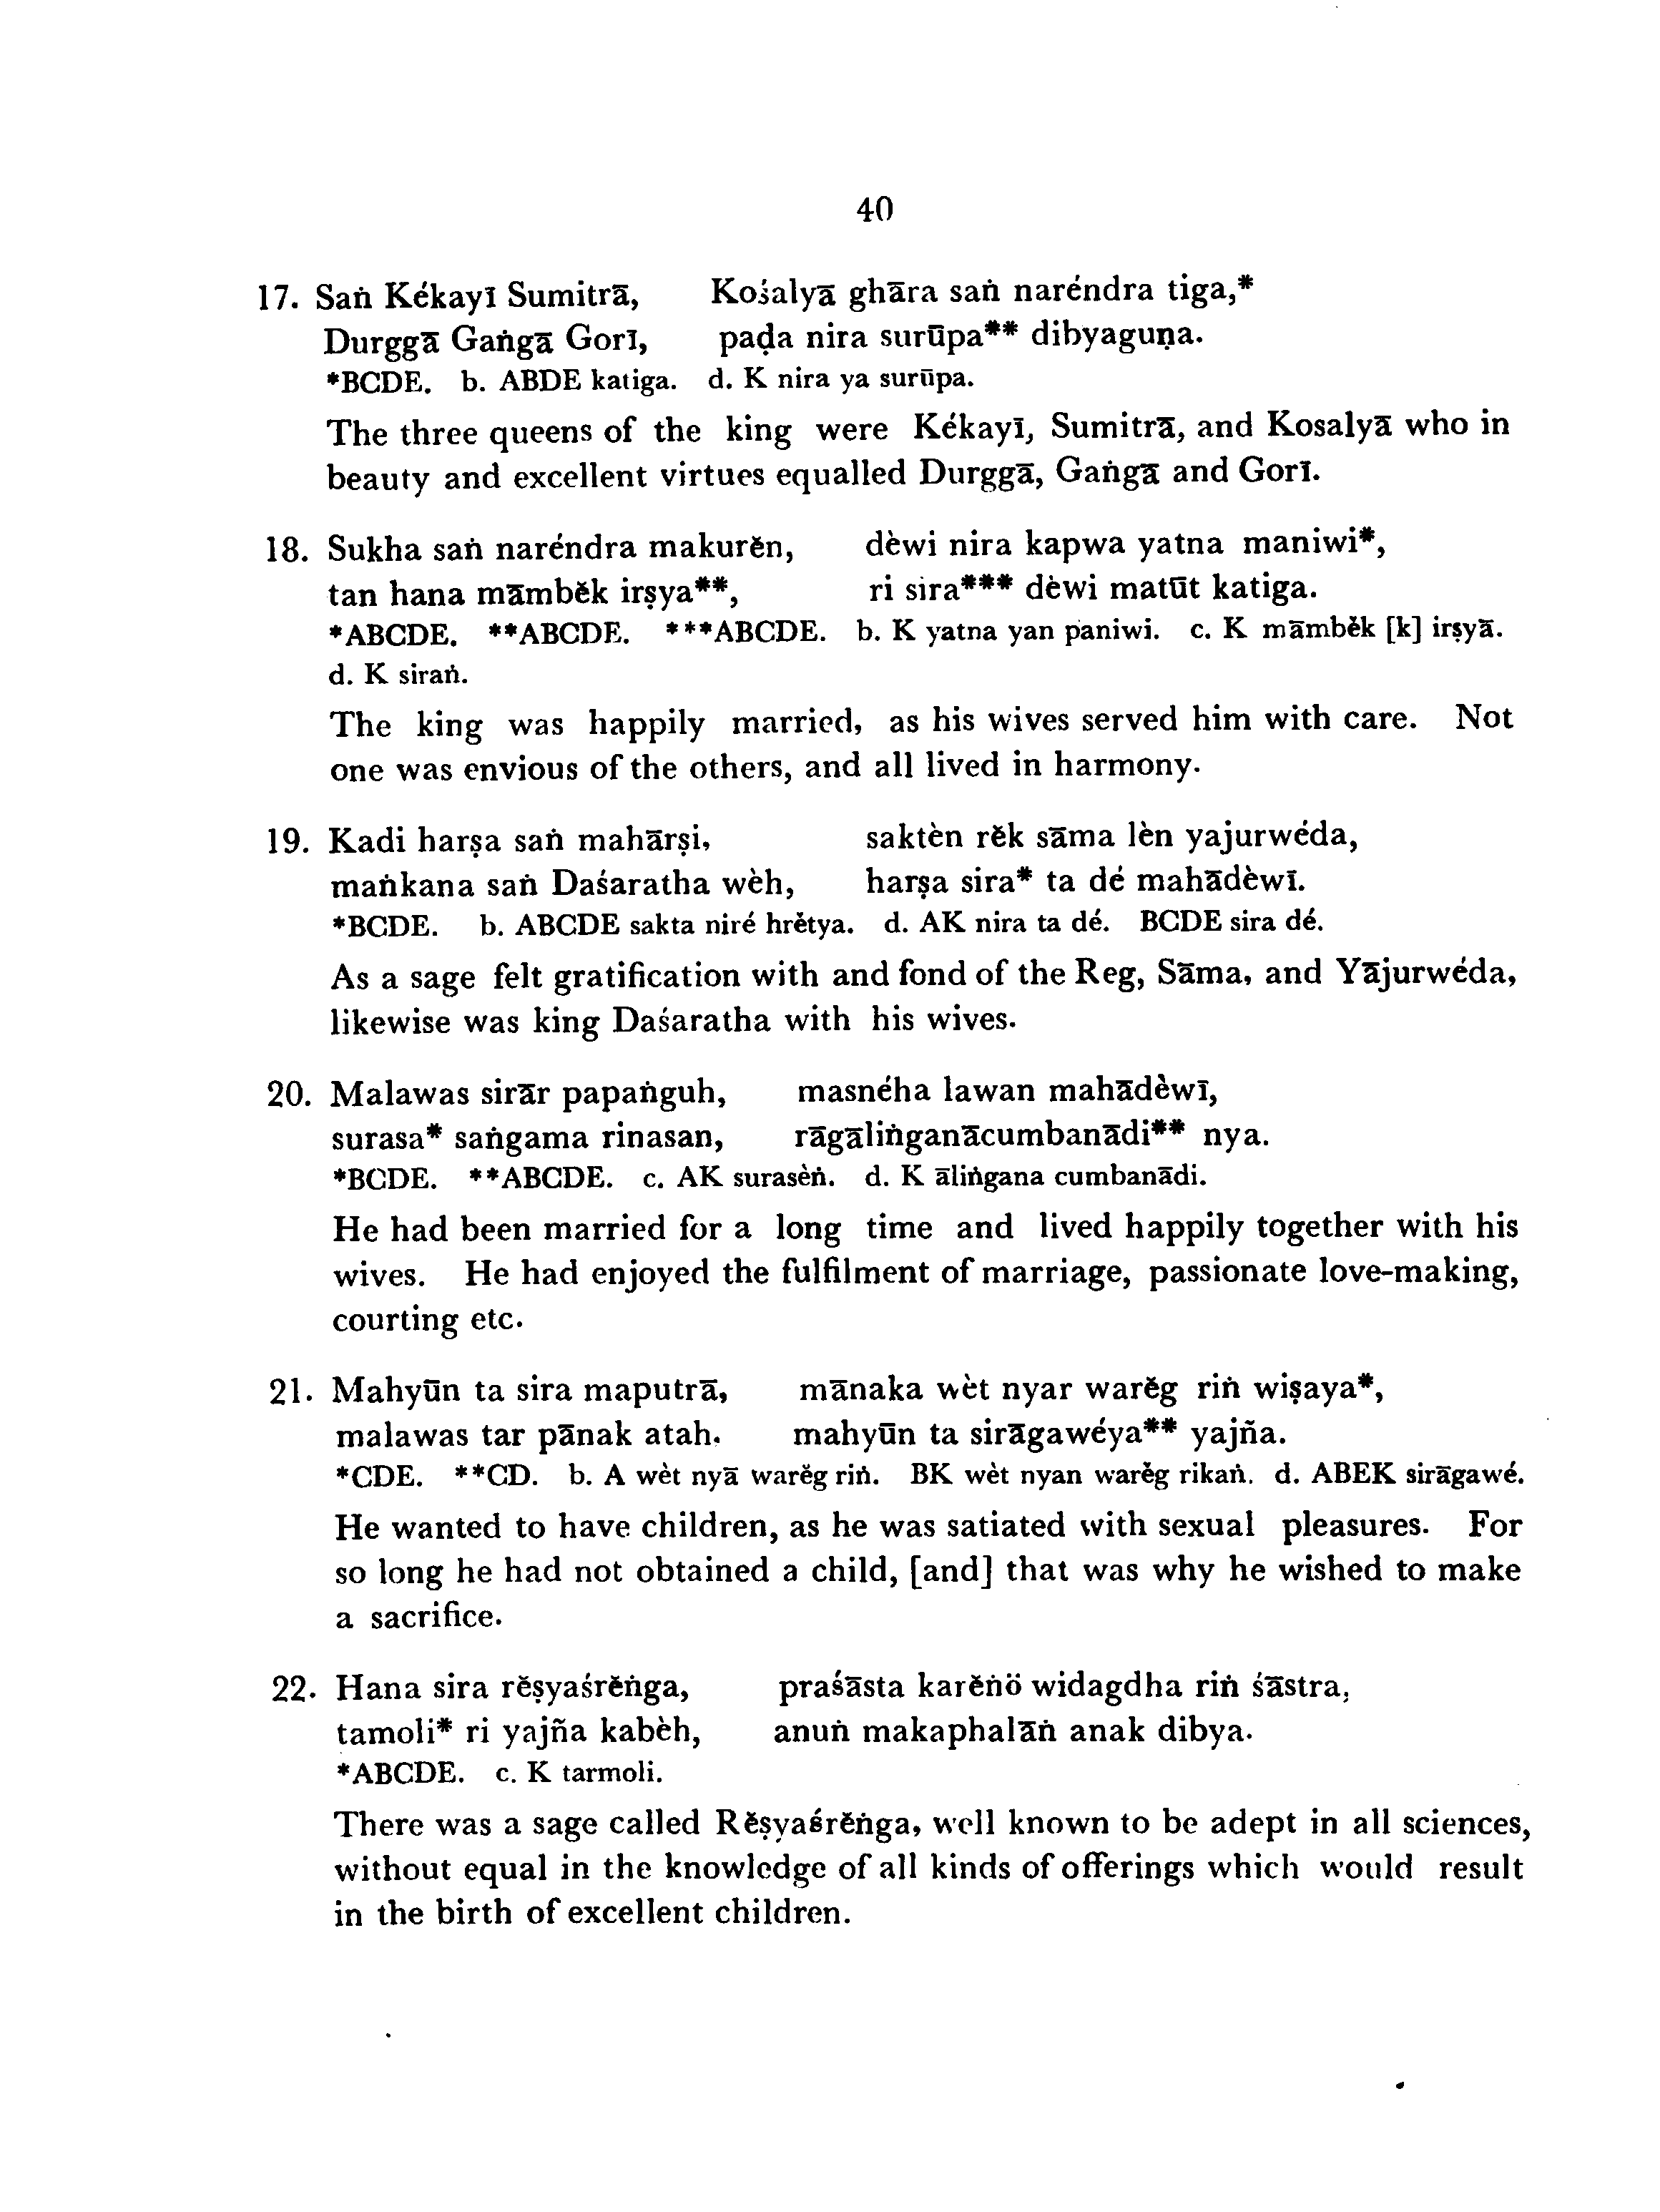 40
17. Saṅ Kékayī Sumitrā, Kośalyā ghāra saṅ naréndra tiga,*
Durggā Gaṅgā Gorī, paḍa nira surūpa** dibyaguṇa.
*BCDE. b. ABDE katiga. d. K nira ya surūpa.
The three queens of the king were Kékayī, Sumitrā, and Kosalyā who in
beauty and excellent virtues equalled Durggā, Gaṅgā and Gorī.
18. Sukha saṅ naréndra makurĕn, dèwi nira kapwa yatna maniwi*,
tan hana māmbĕk irṣya**, ri sira*** dèwi matūt katiga.
*ABCDE. **ABCDE. ***ABCDE. b. K yatna yan paniwi. c. K māmbĕk [k] irṣyā.
d. K siraṅ.
The king was happily married, as his wives served him with care. Not
one was envious of the others, and all lived in harmony.
19. Kadi harṣa saṅ mahārṣi, saktèn rĕk sāma lèn yajurwéda,
maṅkana saṅ Daśaratha wèh, harṣa sira* ta dé mahādèwī.
*BCDE. b. ABCDE sakta niré hrĕtya. d. AK nira ta dé. BCDE sira dé.
As a sage felt gratification with and fond of the Reg, Sāma, and Yājurwéda,
likewise was king Daśaratha with his wives.
20. Malawas sirār papaṅguh, masnéha lawan mahādèwī,
surasa* saṅgama rinasan, rāgāliṅganācumbanādi** nya.
*BCDE. **ABCDE. c. AK surasèṅ. d. K āliṅgana cumbanādi.
He had been married for a long time and lived happily together with his
wives. He had enjoyed the fulfilment of marriage, passionate love-making,
courting etc.
21. Mahyūn ta sira maputrā, mānaka wèt nyar warĕg riṅ wiṣaya*,
malawas tar pānak atah. mahyūn ta sirāgawéya** yajña.
*CDE. **CD. b. A wèt nyā warĕg riṅ. BK wèt nyan warĕg rikaṅ. d. ABEK sirāgawé.
He wanted to have children, as he was satiated with sexual pleasures. For
so long he had not obtained a child, [and] that was why he wished to make
a sacrifice.
22. Hana sira rĕṣyaśrĕṅga, praśāsta karĕṅö widagdha riṅ śāstra,
tamoli* ri yajña kabèh, anuṅ makaphalāṅ anak dibya.
*ABCDE. c. K tarmoli.
There was a sage called Rĕṣyaśrĕṅga, well known to be adept in all sciences,
without equal in the knowledge of all kinds of offerings which would result
in the birth of excellent children.